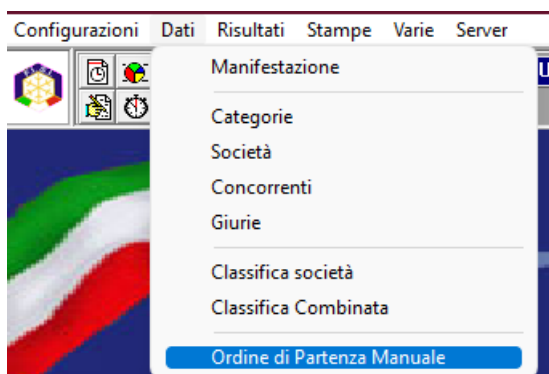 Configurazioni Dati Risultati Stampe Varie Server
Manifestazione
Categorie
Società
Concorrenti
Giurie
Classifica società
Classifica Combinata
Ordine di Partenza Manuale